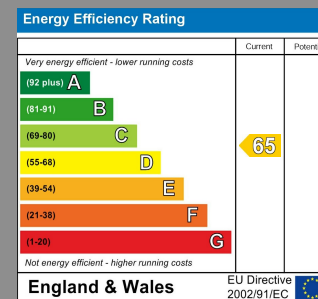 Energy Efficiency Rating
Current Potent
Very energy efficient - lower running costs
(92 plus) A
(81-91) B
(69-80) C
(55-68) D
(39-54) E
(21-38) F
(1-20) G
65
Not energy efficient - higher running costs
England & Wales
EU Directive
2002/91/EC